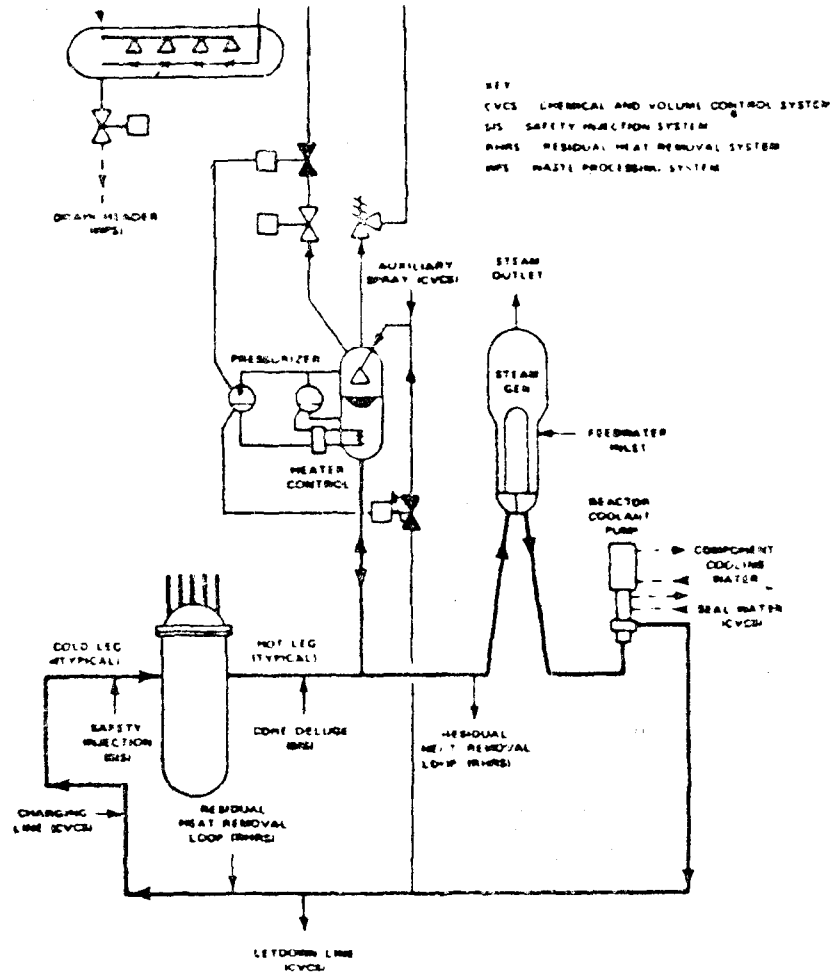 KEY
CVCS CHEMICAL AND VOLUME CONTROL SYSTEM
SIS SAFETY INJECTION SYSTEM
RHRS RESIDUAL HEAT REMOVAL SYSTEM
WPS WASTE PROCESSING SYSTEM
DRAIN HEADER
(WPS)
AUXILIARY
SPRAY (CVCS)
STEAM
OUTLET
PRESSURIZER
STEAM
GEN
FEEDWATER
INLET
HEATER
CONTROL
REACTOR
COOLANT
PUMP
COMPONENT
COOLING
WATER
SEAL WATER
(CVCS)
COLD LEG
(TYPICAL)
HOT LEG
(TYPICAL)
SAFETY
INJECTION
(SIS)
CORE DELUGE
(SIS)
RESIDUAL
HEAT REMOVAL
LOOP (RHRS)
CHARGING
LINE (CVCS)
RESIDUAL
HEAT REMOVAL
LOOP (RHRS)
LETDOWN LINE
(CVCS)